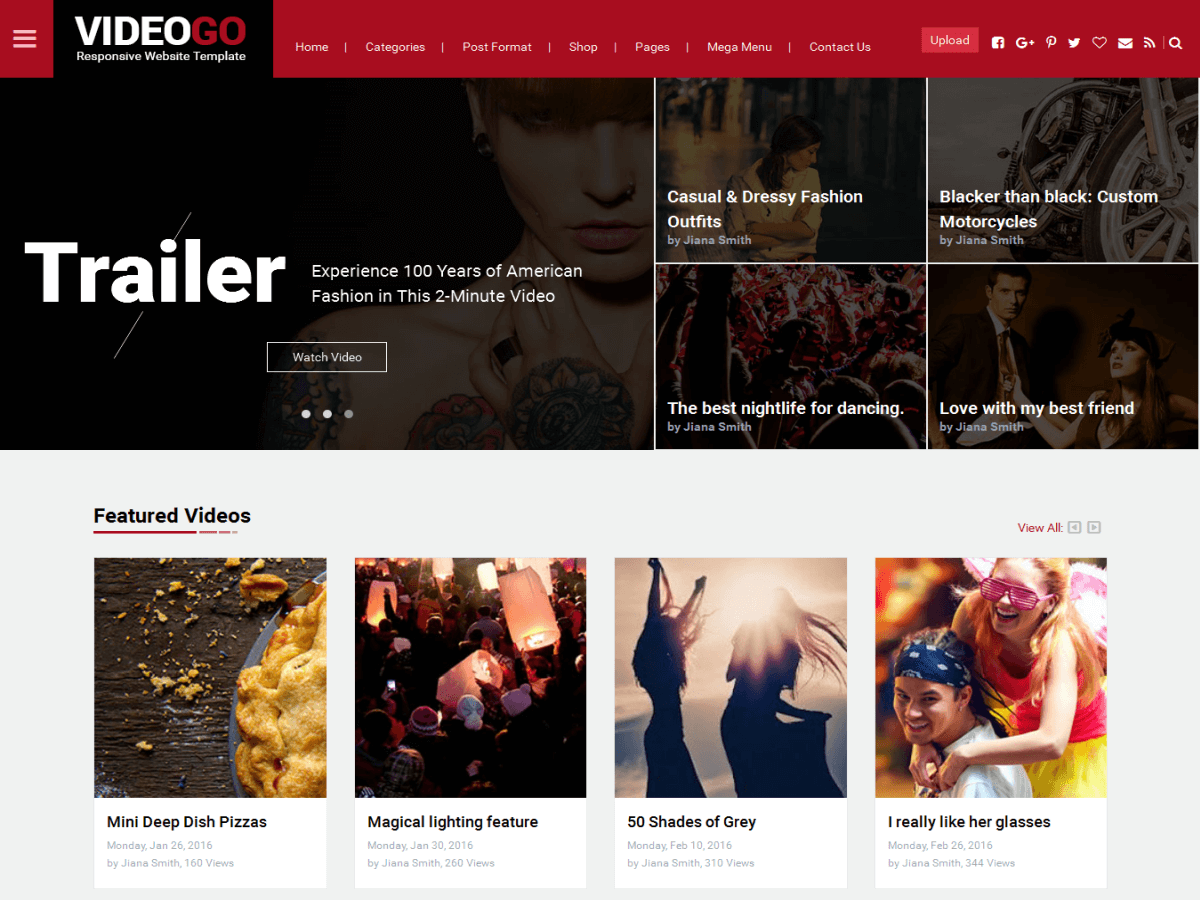 VIDEOGO
Responsive Website Template
Home | Categories | Post Format | Shop | Pages | Mega Menu | Contact Us
Upload
Trailer
Experience 100 Years of American
Fashion in This 2-Minute Video
Watch Video
Casual & Dressy Fashion
Outfits
by Jiana Smith
Blacker than black: Custom
Motorcycles
by Jiana Smith
The best nightlife for dancing.
by Jiana Smith
Love with my best friend
by Jiana Smith
Featured Videos
View All:
Mini Deep Dish Pizzas
Monday, Jan 26, 2016
by Jiana Smith, 160 Views
Magical lighting feature
Monday, Jan 30, 2016
by Jiana Smith, 260 Views
50 Shades of Grey
Monday, Feb 10, 2016
by Jiana Smith, 310 Views
I really like her glasses
Monday, Feb 26, 2016
by Jiana Smith, 344 Views